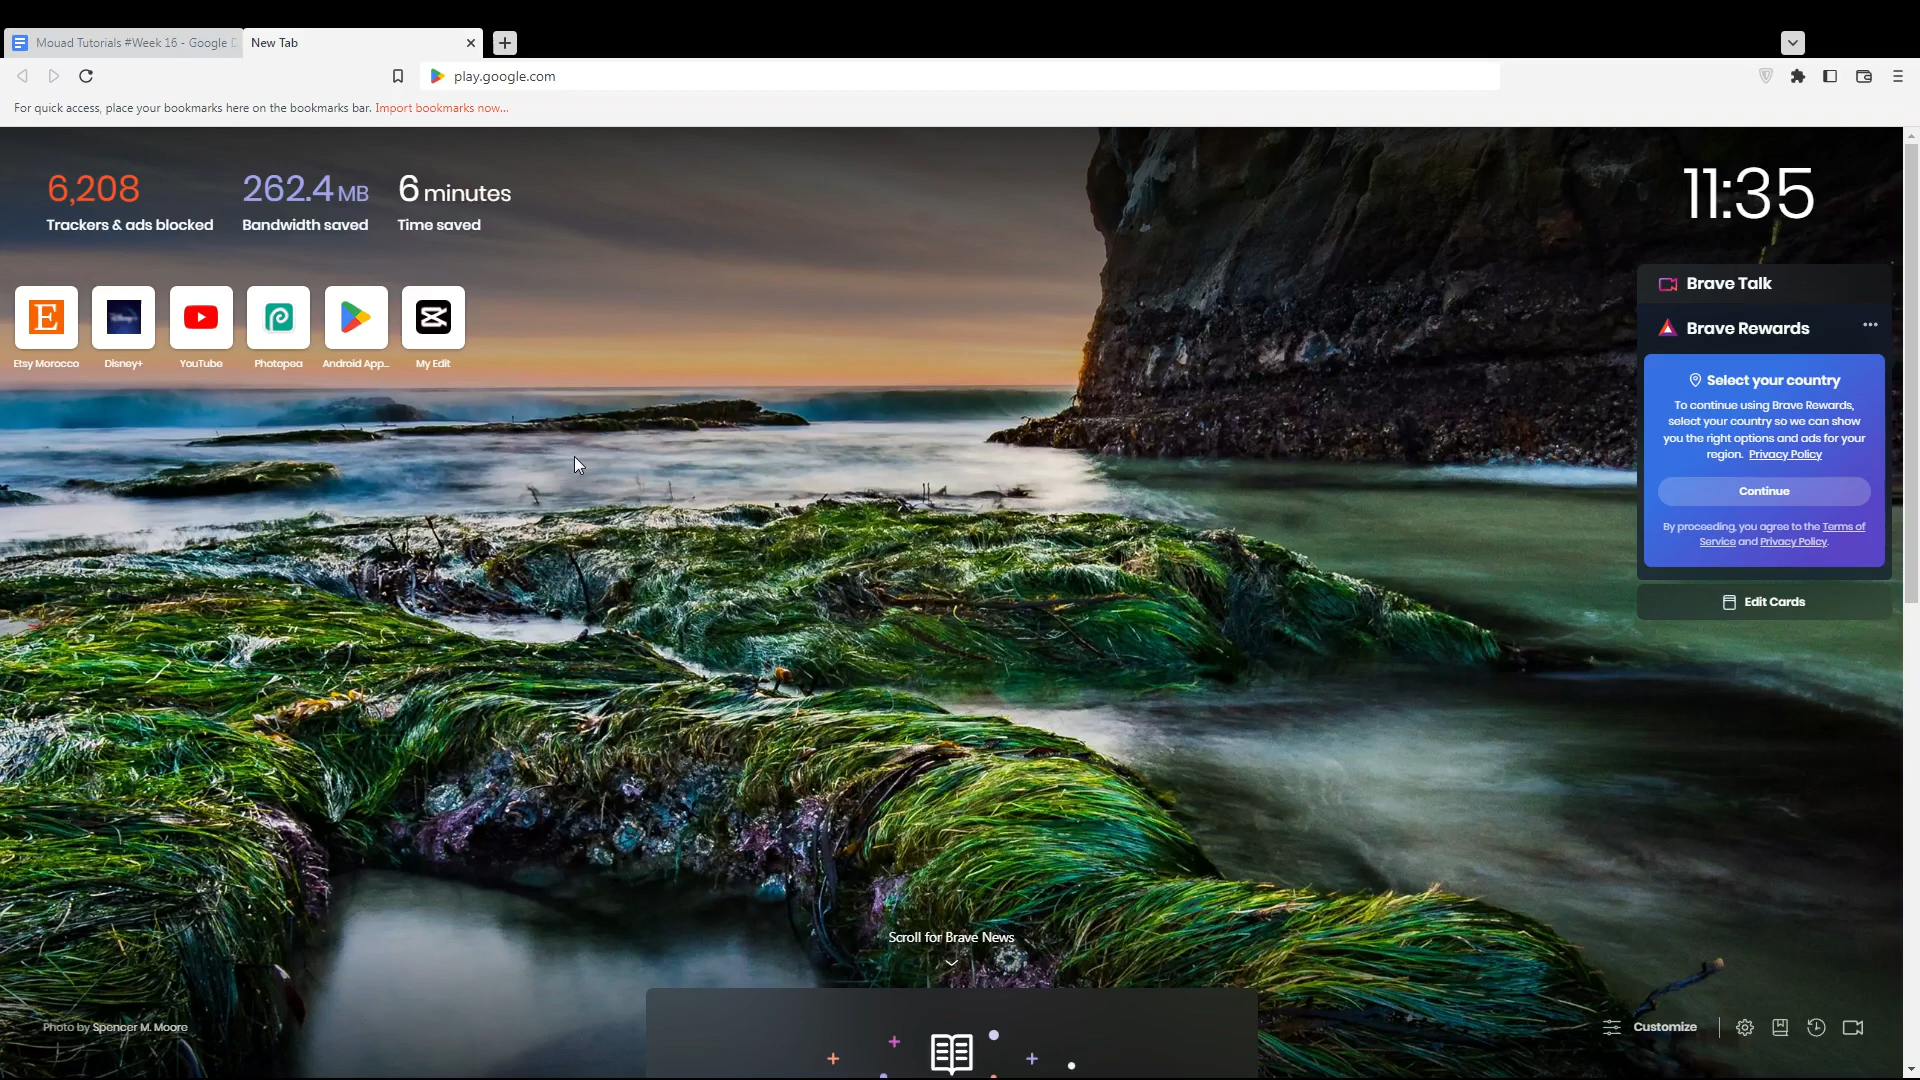 Mouad Tutorials #Week 16 - Google D
New Tab
play.google.com
For quick access, place your bookmarks here on the bookmarks bar. Import bookmarks now...
6,208
Trackers & ads blocked
262.4 MB
Bandwidth saved
6 minutes
Time saved
11:35
Etsy Morocco
Disney+
YouTube
Photopea
Android App...
My Edit
Brave Talk
Brave Rewards
Select your country
To continue using Brave Rewards,
select your country so we can show
you the right options and ads for your
region. Privacy Policy
Continue
By proceeding, you agree to the Terms of
Service and Privacy Policy.
Edit Cards
Scroll for Brave News
Photo by Spencer M. Moore
Customize